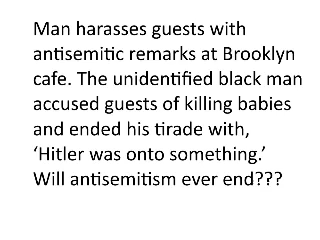 Man harasses guests with
antisemitic remarks at Brooklyn
cafe. The unidentified black man
accused guests of killing babies
and ended his tirade with,
‘Hitler was onto something.’
Will antisemitism ever end???